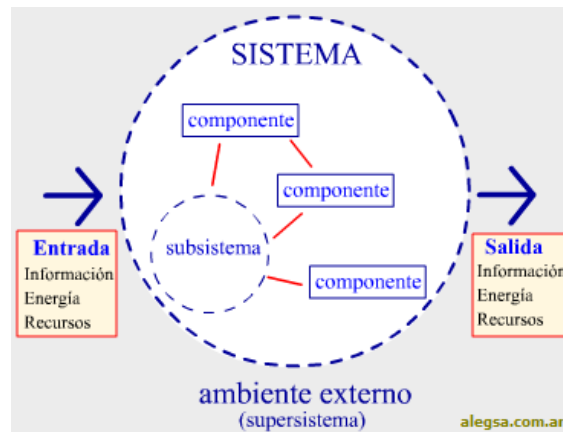 SISTEMA
componente
componente
subsistema
componente
Entrada
Información
Energía
Recursos
Salida
Información
Energía
Recursos
ambiente externo
(supersistema)
alegsa.com.ar